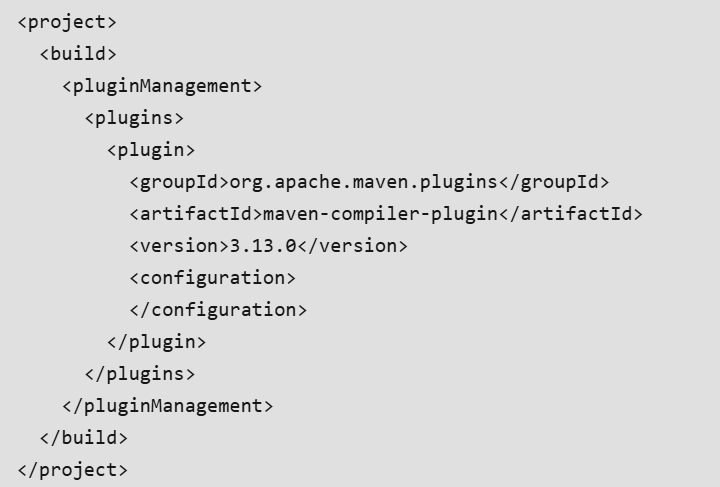 <project>
  <build>
    <pluginManagement>
      <plugins>
        <plugin>
          <groupId>org.apache.maven.plugins</groupId>
          <artifactId>maven-compiler-plugin</artifactId>
          <version>3.13.0</version>
          <configuration>
          </configuration>
        </plugin>
      </plugins>
    </pluginManagement>
  </build>
</project>